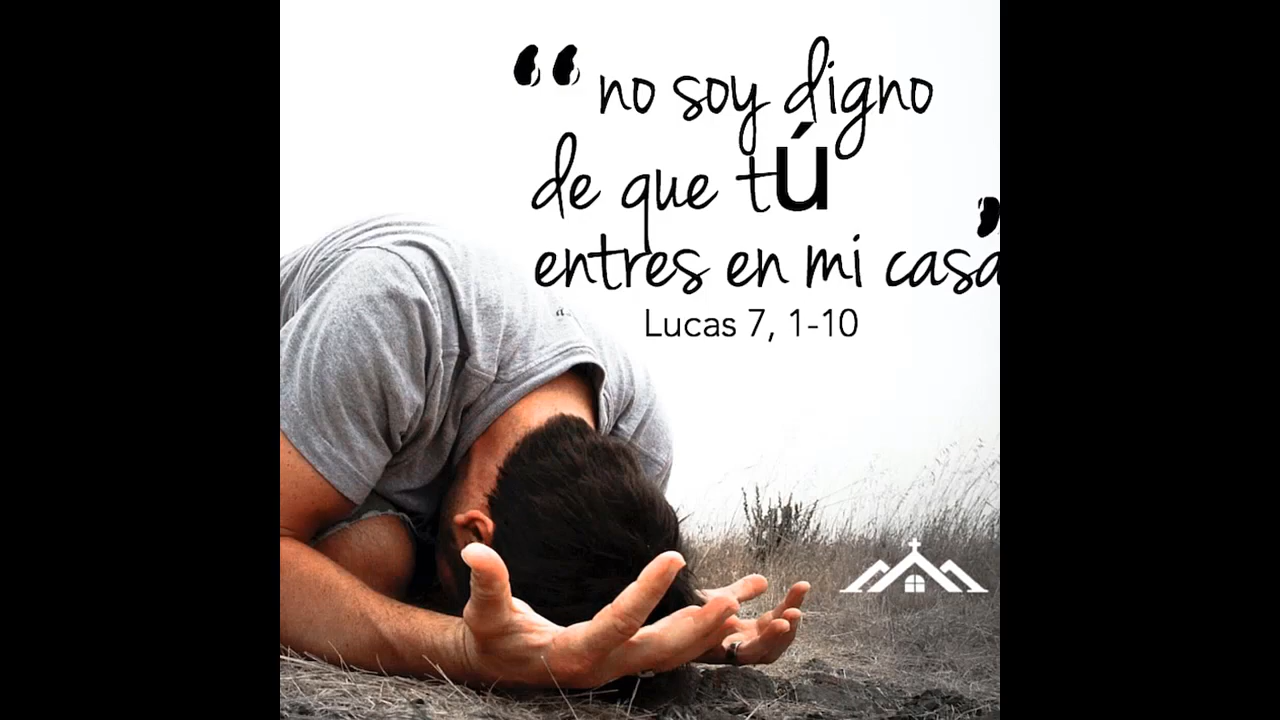 “ no soy digno
de que tú
entres en mi casa”
Lucas 7, 1-10